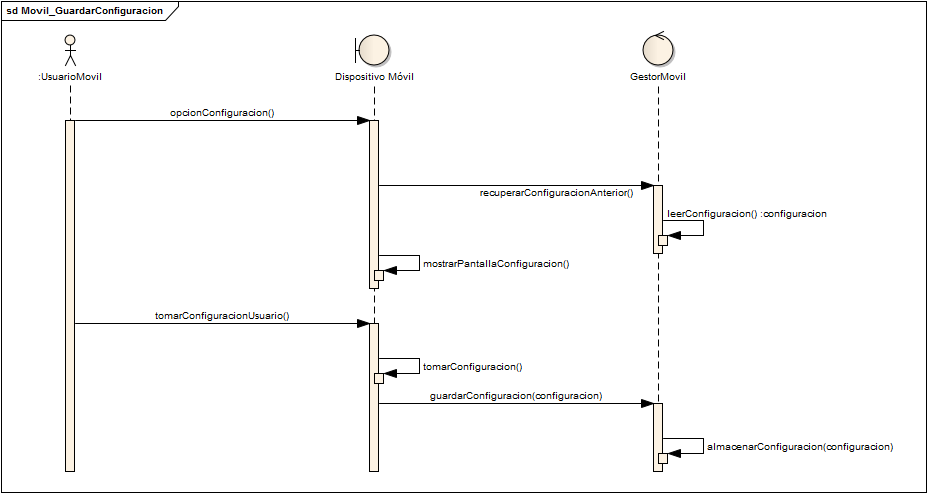 sd Movil_GuardarConfiguracion
:UsuarioMovil
Dispositivo Móvil
GestorMovil
opcionConfiguracion()
recuperarConfiguracionAnterior()
leerConfiguracion() :configuracion
mostrarPantallaConfiguracion()
tomarConfiguracionUsuario()
tomarConfiguracion()
guardarConfiguracion(configuracion)
almacenarConfiguracion(configuracion)